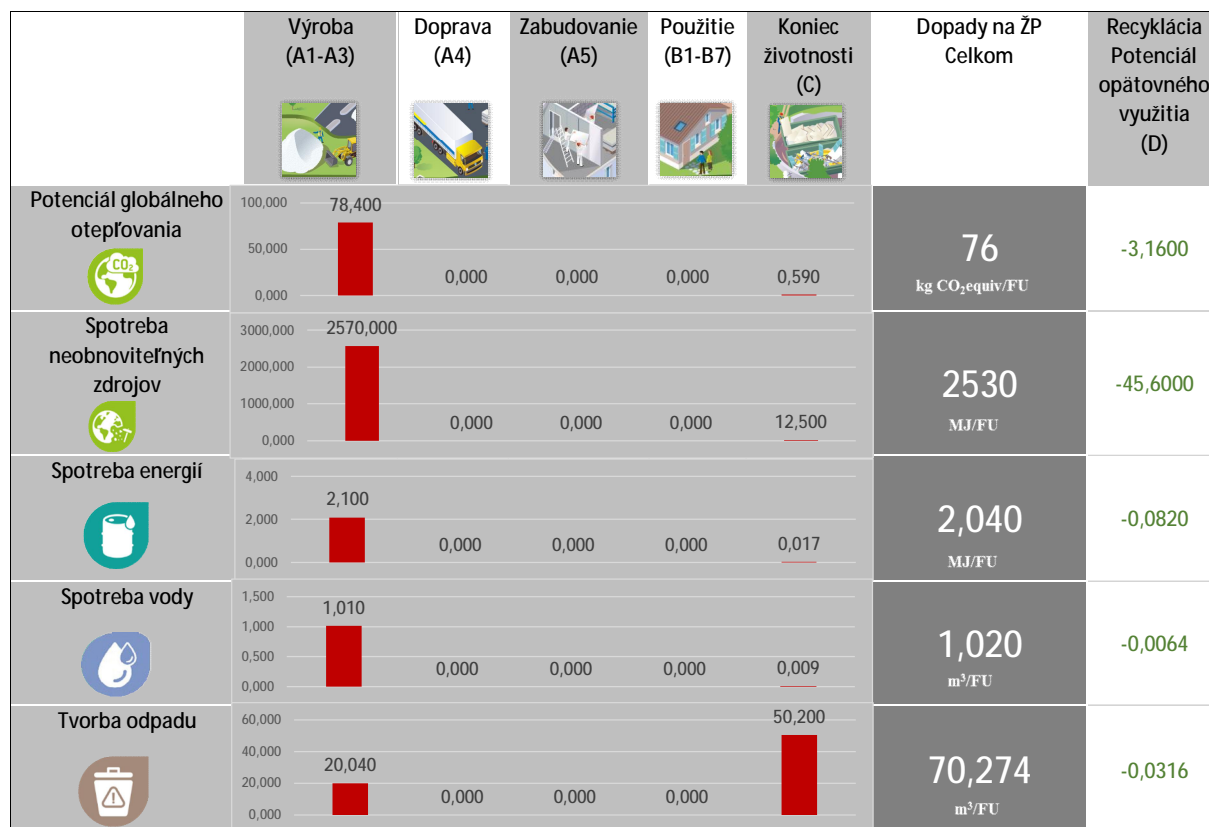 Výroba
(A1-A3)
Doprava
(A4)
Zabudovanie
(A5)
Použitie
(B1-B7)
Koniec
životnosti
(C)
Dopady na ŽP
Celkom
Recyklácia
Potenciál
opätovného
využitia
(D)
Potenciál globálneho
otepľovania
CO2
100,000
50,000
0,000
78,400
0,000
0,000
0,000
0,590
76
kg CO₂equiv/FU
-3,1600
Spotreba
neobnoviteľných
zdrojov
3000,000
2000,000
1000,000
0,000
2570,000
0,000
0,000
0,000
12,500
2530
MJ/FU
-45,6000
Spotreba energií
4,000
2,000
0,000
2,100
0,000
0,000
0,000
0,017
2,040
MJ/FU
-0,0820
Spotreba vody
1,500
1,000
0,500
0,000
1,010
0,000
0,000
0,000
0,009
1,020
m³/FU
-0,0064
Tvorba odpadu
60,000
40,000
20,000
0,000
20,040
0,000
0,000
0,000
50,200
70,274
m³/FU
-0,0316